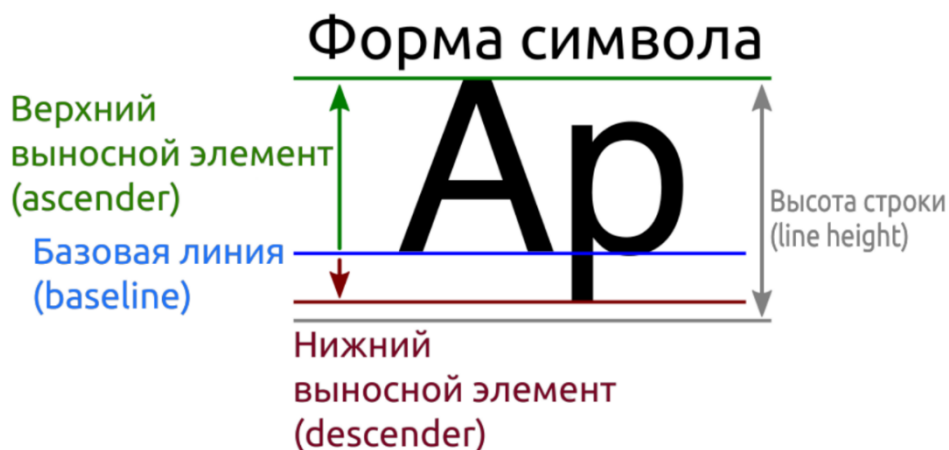 Форма символа
Верхний
выносной элемент
(ascender)
Ap
Высота строки
(line height)
Базовая линия
(baseline)
Нижний
выносной элемент
(descender)